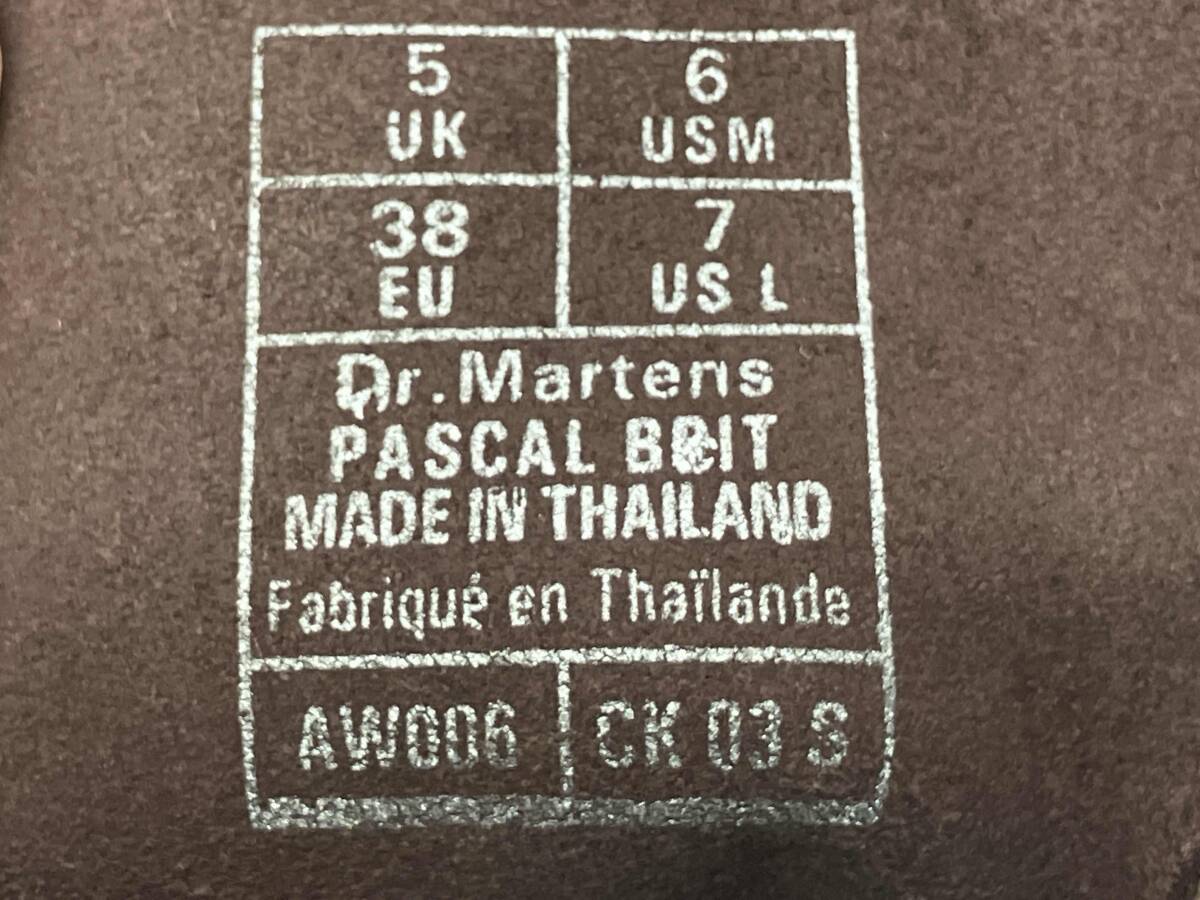 5
UK
6
USM
38
EU
7
US L
Dr. Martens
PASCAL
MADE IN THAILAND
Fabriqué en Thaïlande
AW006
CK 03 S